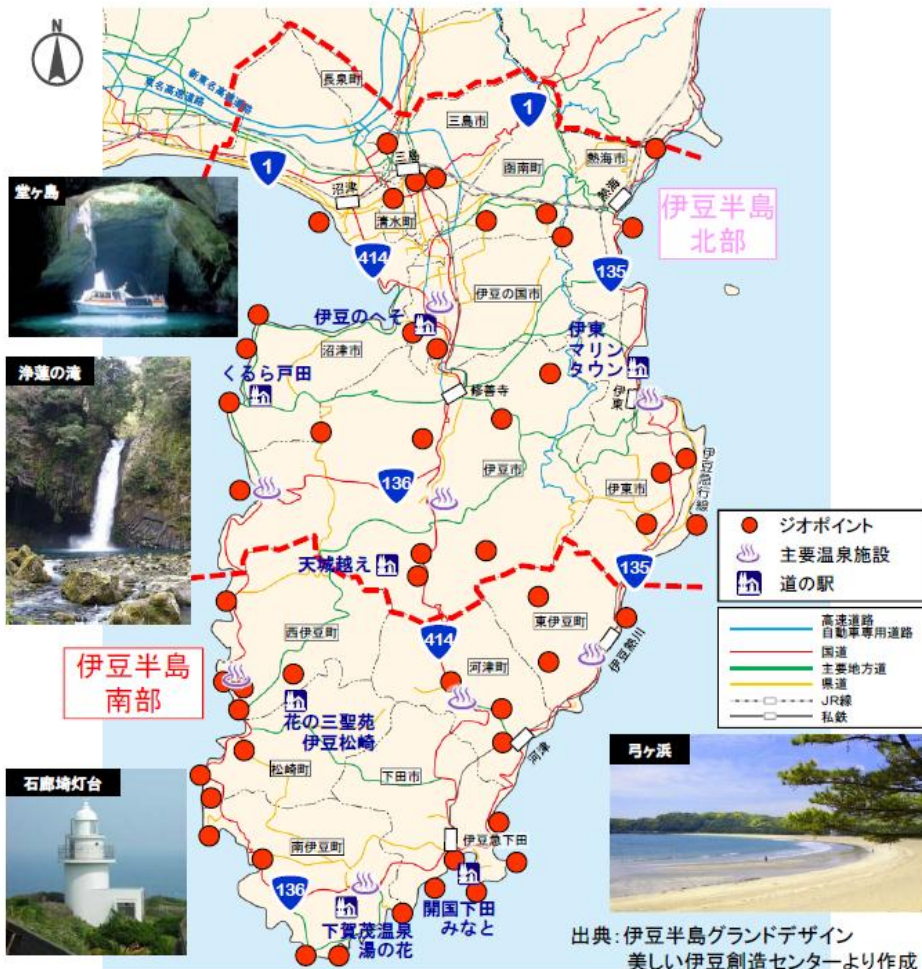 N
長泉町
新東名高速道路
東名高速道路
三島市
1
1
函南町
熱海市
三島
熱海
沼津
清水町
堂ヶ島
伊豆半島
北部
414
135
伊豆の国市
伊豆のへそ
伊東
マリン
タウン
沼津市
浄蓮の滝
くるら戸田
修善寺
伊東
伊豆急行線
136
伊豆市
伊東市
ジオポイント
主要温泉施設
道の駅
天城越え
135
東伊豆町
高速道路
自動車専用道路
国道
主要地方道
県道
JR線
私鉄
西伊豆町
414
河津町
伊豆熱川
伊豆半島
南部
花の三聖苑
伊豆松崎
河津
弓ヶ浜
石廊埼灯台
松崎町
下田市
南伊豆町
伊豆急下田
136
開国下田
みなと
下賀茂温泉
湯の花
出典:伊豆半島グランドデザイン
美しい伊豆創造センターより作成